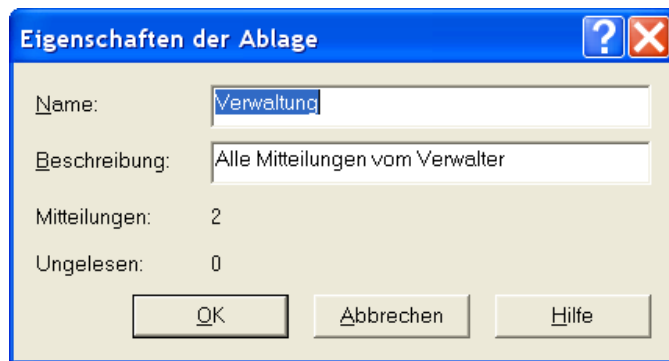 Eigenschaften der Ablage
Name: Verwaltung
Beschreibung: Alle Mitteilungen vom Verwalter
Mitteilungen: 2
Ungelesen: 0
OK Abbrechen Hilfe